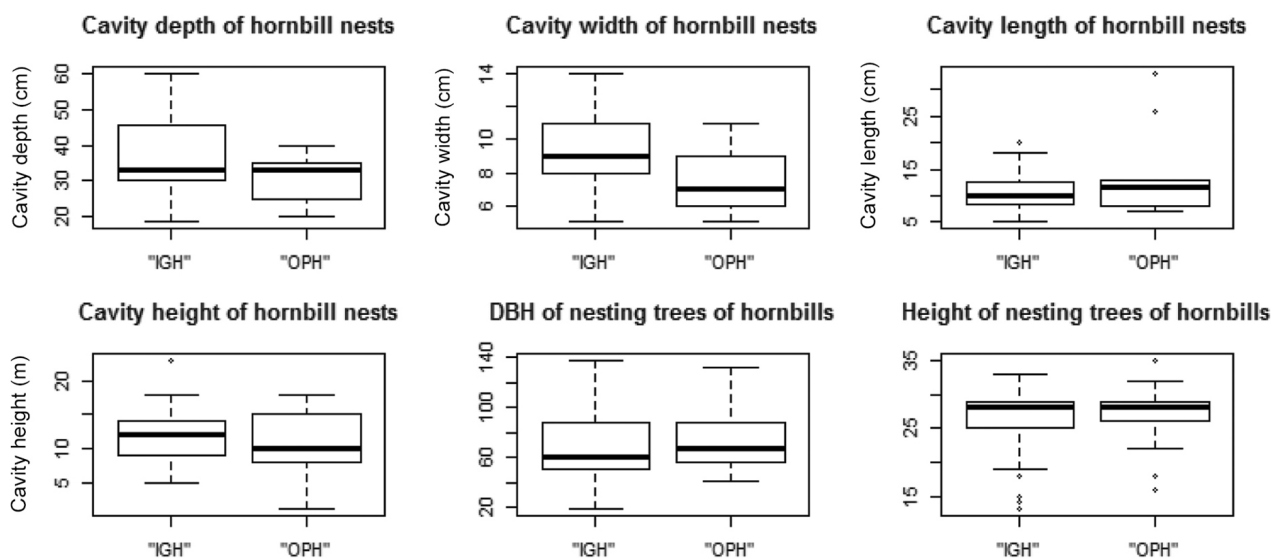 Cavity depth of hornbill nests
Cavity depth (cm)
60
50
40
30
20
"IGH" "OPH"
Cavity width of hornbill nests
Cavity width (cm)
14
10
8
6
"IGH" "OPH"
Cavity length of hornbill nests
Cavity length (cm)
25
15
5
"IGH" "OPH"
Cavity height of hornbill nests
Cavity height (m)
20
10
5
"IGH" "OPH"
DBH of nesting trees of hornbills
140
100
60
20
"IGH" "OPH"
Height of nesting trees of hornbills
35
25
15
"IGH" "OPH"